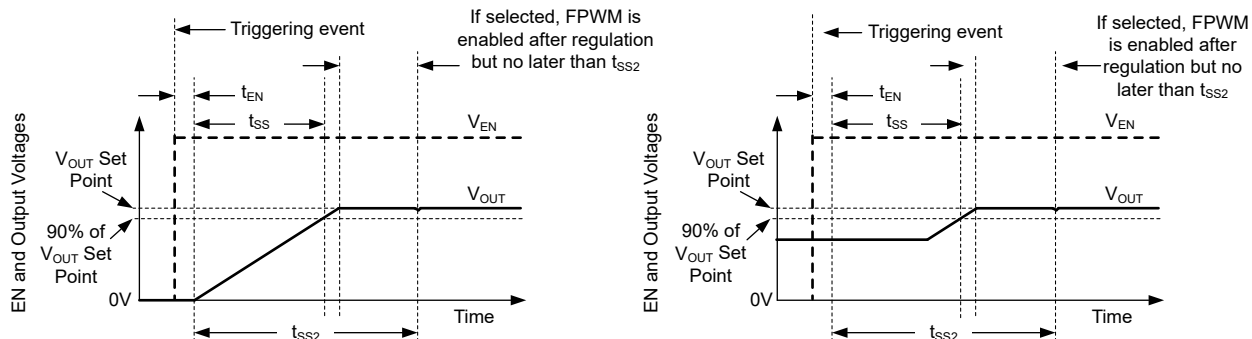 If selected, FPWM is
enabled after regulation
but no later than tSS2
Triggering event
tEN
tSS
VEN
EN and Output Voltages
VOUT Set
Point
VOUT
90% of
VOUT Set
Point
0V
Time
tSS2
If selected, FPWM
is enabled after
regulation but no
later than tSS2
Triggering event
tEN
tSS
VEN
EN and Output Voltages
VOUT Set
Point
VOUT
90% of
VOUT Set
Point
0V
Time
tSS2